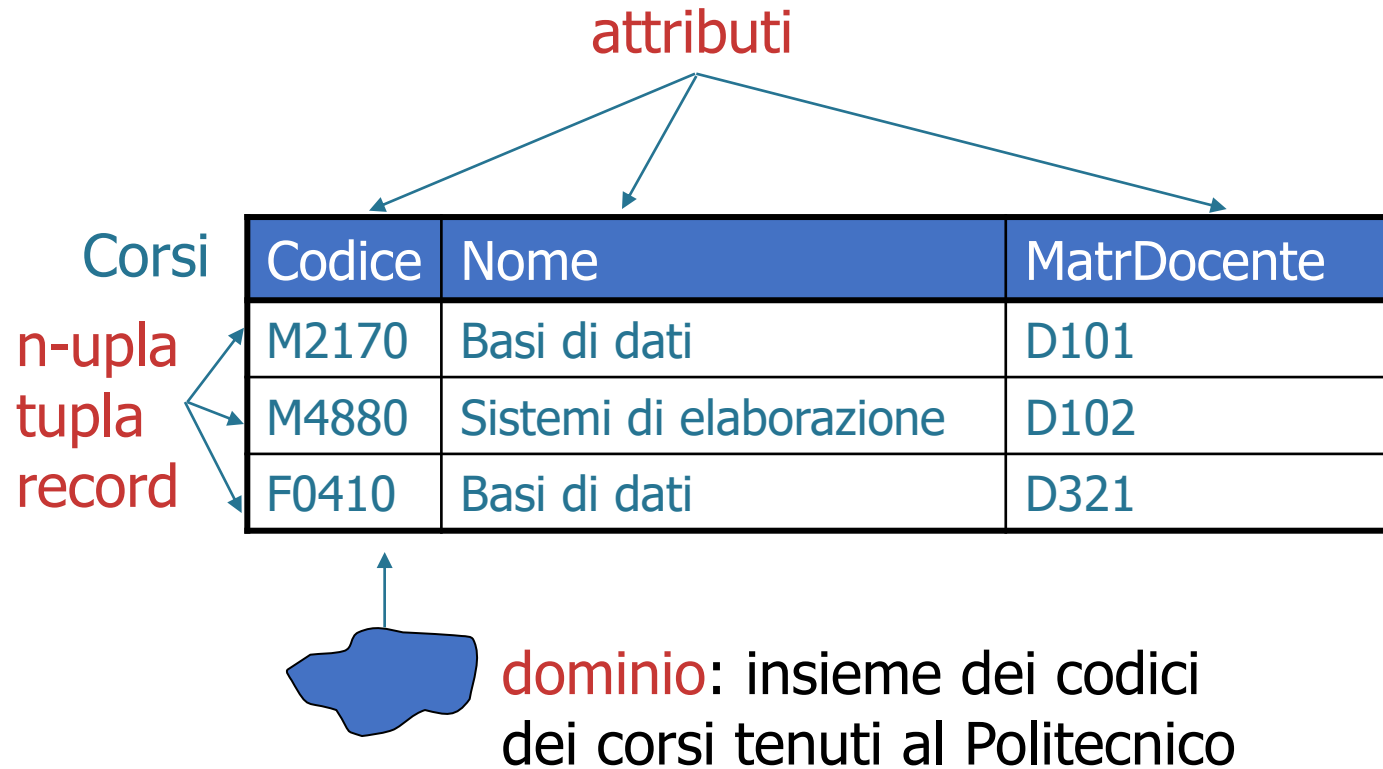 attributi
Corsi
Codice Nome MatrDocente
n-upla
tupla
record
M2170 Basi di dati D101
M4880 Sistemi di elaborazione D102
F0410 Basi di dati D321
dominio: insieme dei codici
dei corsi tenuti al Politecnico